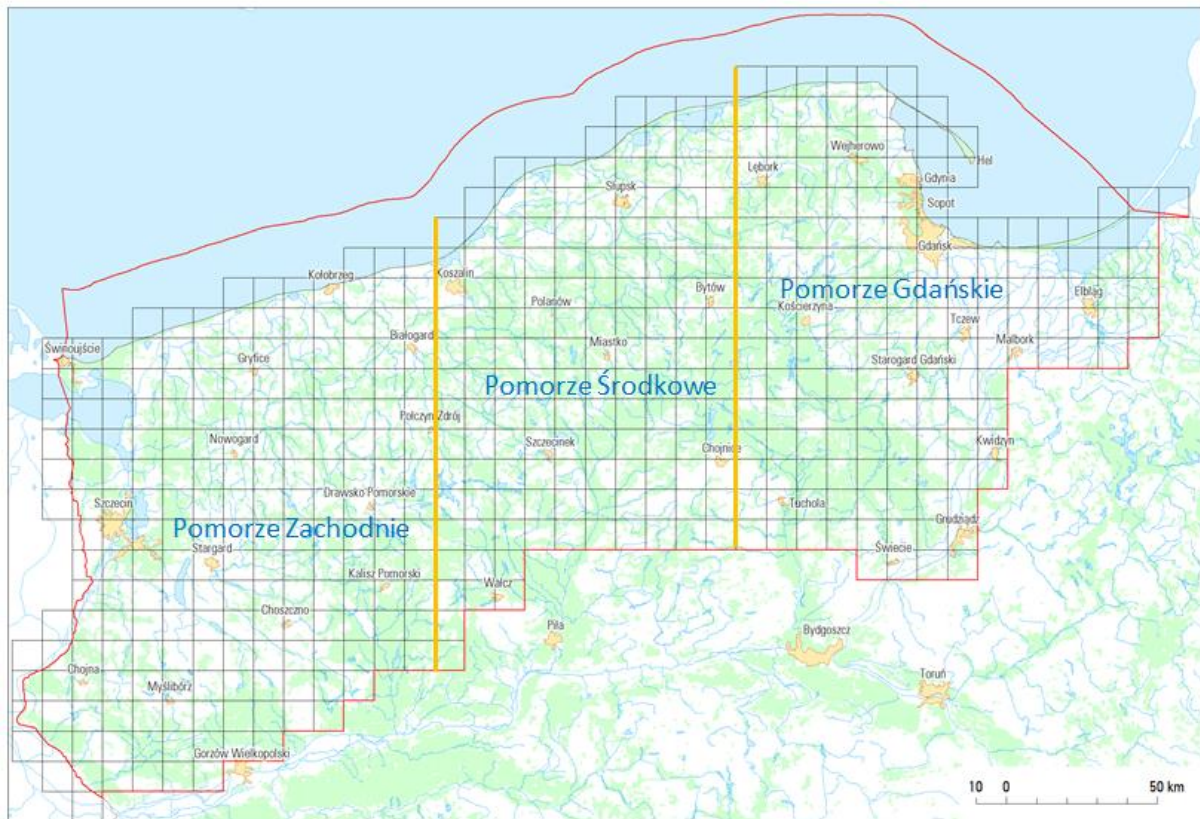 Wejherowo
Hel
Lębork
Gdynia
Słupsk
Sopot
Gdańsk
Kołobrzeg
Koszalin
Pomorze Gdańskie
Bytów
Elbląg
Polanów
Kościerzyna
Tczew
Białogard
Malbork
Miastko
Świnoujście
Gryfice
Starogard Gdański
Pomorze Środkowe
Połczyn Zdrój
Nowogard
Szczecinek
Chojnice
Kwidzyn
Drawsko Pomorskie
Szczecin
Tuchola
Pomorze Zachodnie
Grudziądz
Stargard
Świecie
Kalisz Pomorski
Wałcz
Choszczno
Piła
Bydgoszcz
Chojna
Toruń
Myślibórz
Gorzów Wielkopolski
10 0 50 km